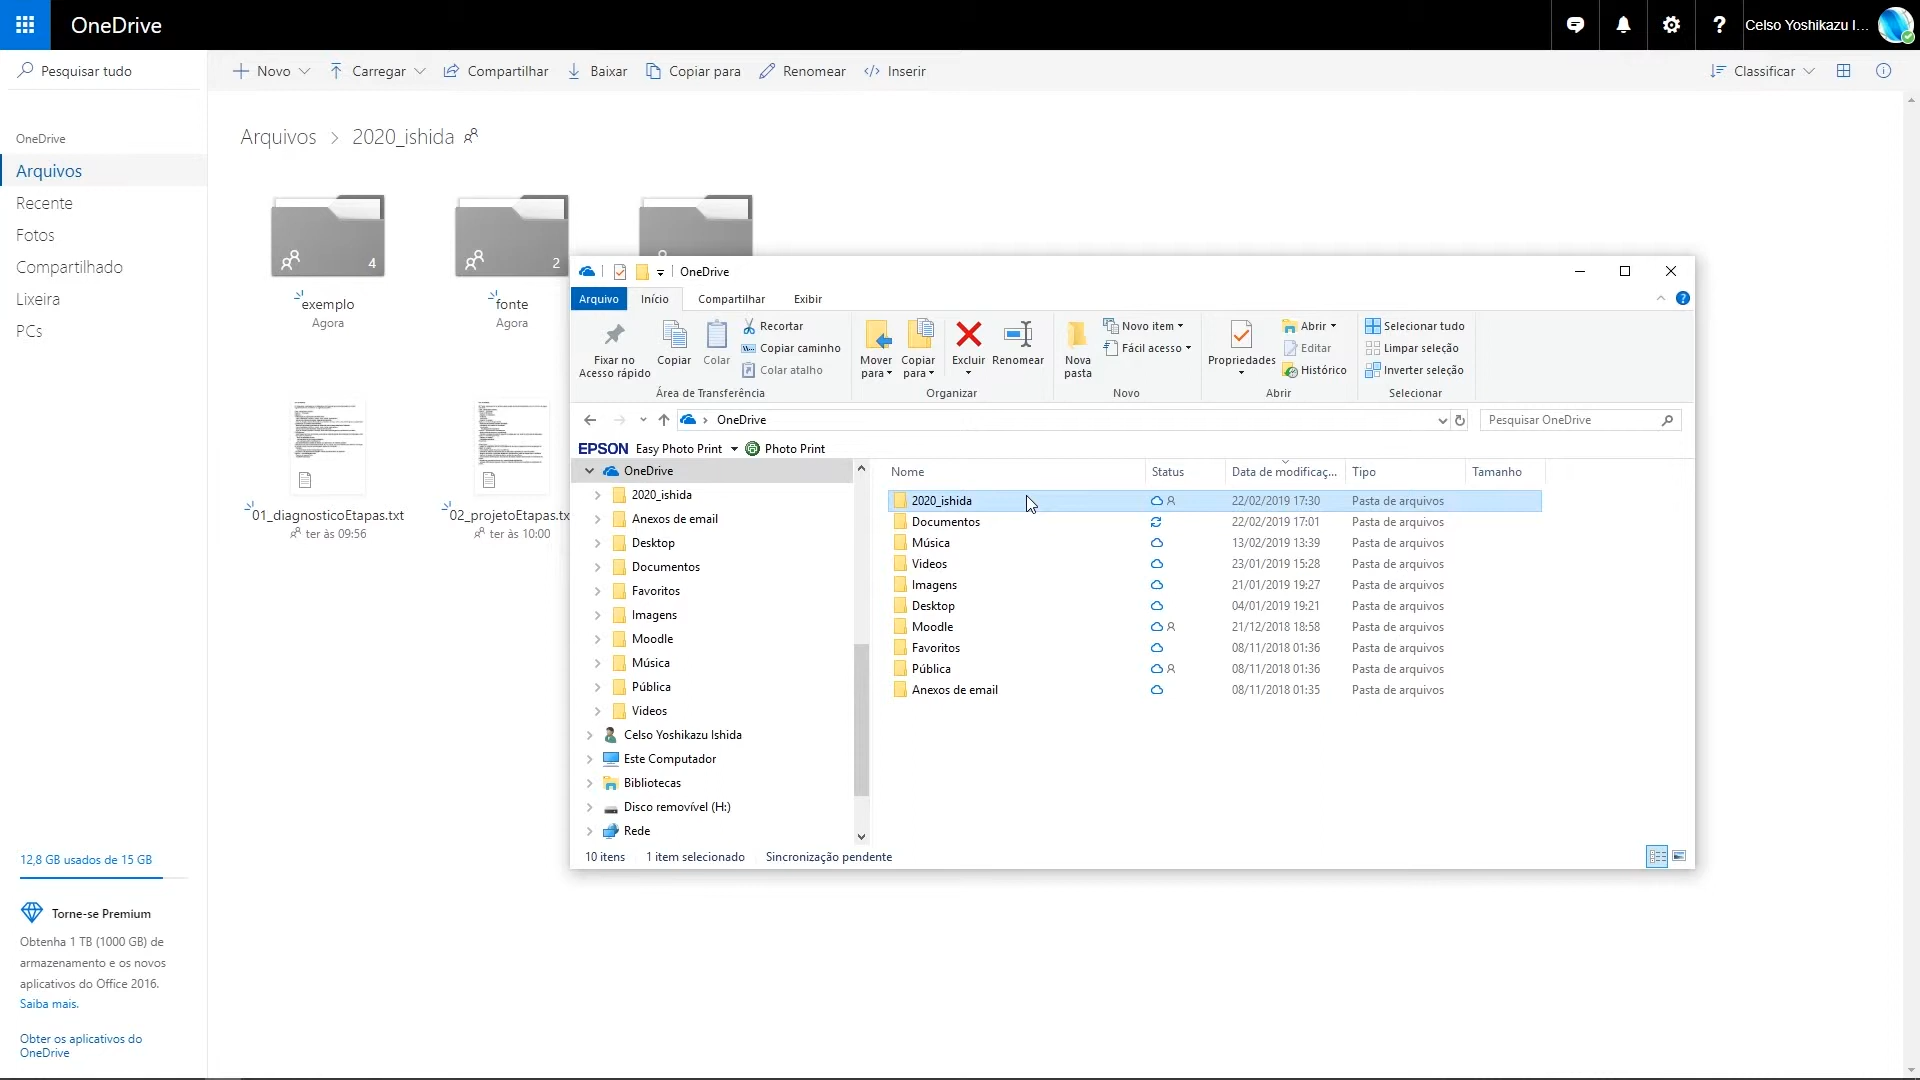 OneDrive
Celso Yoshikazu I...
Pesquisar tudo
Novo
Carregar
Compartilhar
Baixar
Copiar para
Renomear
Inserir
Classificar
OneDrive
Arquivos
Recente
Fotos
Compartilhado
Lixeira
PCs
Arquivos > 2020_ishida
4
2
exemplo
Agora
fonte
Agora
01_diagnosticoEtapas.txt
ter às 09:56
02_projetoEtapas.tx
ter às 10:00
12,8 GB usados de 15 GB
Torne-se Premium
Obtenha 1 TB (1000 GB) de
armazenamento e os novos
aplicativos do Office 2016.
Saiba mais.
Obter os aplicativos do
OneDrive
OneDrive
Arquivo
Início
Compartilhar
Exibir
Fixar no
Acesso rápido
Copiar
Colar
Recortar
Copiar caminho
Colar atalho
Área de Transferência
Mover
para
Copiar
para
Excluir
Renomear
Organizar
Nova
pasta
Novo item
Fácil acesso
Novo
Propriedades
Abrir
Editar
Histórico
Abrir
Selecionar tudo
Limpar seleção
Inverter seleção
Selecionar
OneDrive
Pesquisar OneDrive
EPSON Easy Photo Print
Photo Print
OneDrive
2020_ishida
Anexos de email
Desktop
Documentos
Favoritos
Imagens
Moodle
Música
Pública
Videos
Celso Yoshikazu Ishida
Este Computador
Bibliotecas
Disco removível (H:)
Rede
Nome Status Data de modificaç... Tipo Tamanho
2020_ishida 22/02/2019 17:30 Pasta de arquivos
Documentos 22/02/2019 17:01 Pasta de arquivos
Música 13/02/2019 13:39 Pasta de arquivos
Videos 23/01/2019 15:28 Pasta de arquivos
Imagens 21/01/2019 19:27 Pasta de arquivos
Desktop 04/01/2019 19:21 Pasta de arquivos
Moodle 21/12/2018 18:58 Pasta de arquivos
Favoritos 08/11/2018 01:36 Pasta de arquivos
Pública 08/11/2018 01:36 Pasta de arquivos
Anexos de email 08/11/2018 01:35 Pasta de arquivos
10 itens 1 item selecionado Sincronização pendente